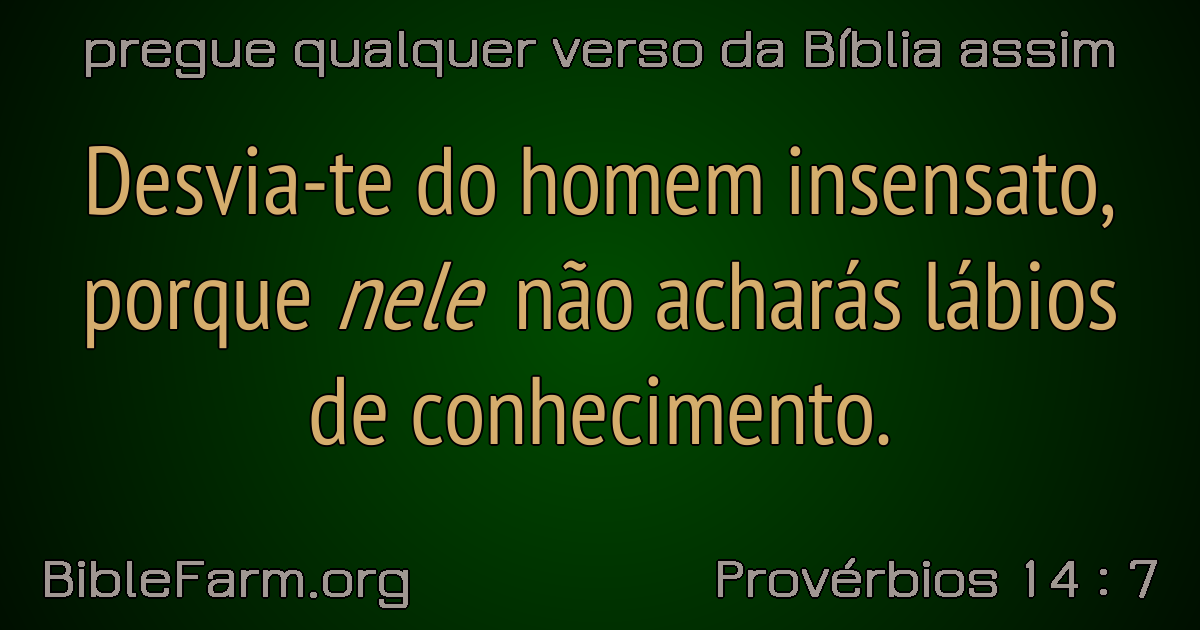 pregue qualquer verso da Bíblia assim
Desvia-te do homem insensato,
porque nele não acharás lábios
de conhecimento.
BibleFarm.org
Provérbios 14 : 7